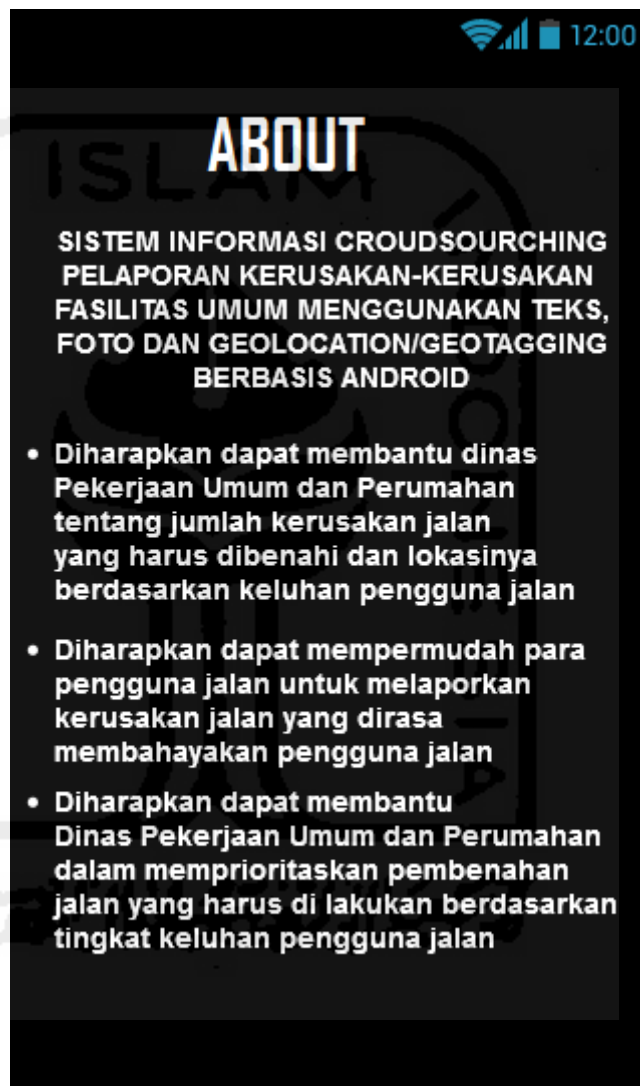 12:00
ABOUT
SISTEM INFORMASI CROUDSOURCHING
PELAPORAN KERUSAKAN-KERUSAKAN
FASILITAS UMUM MENGGUNAKAN TEKS,
FOTO DAN GEOLOCATION/GEOTAGGING
BERBASIS ANDROID
• Diharapkan dapat membantu dinas
Pekerjaan Umum dan Perumahan
tentang jumlah kerusakan jalan
yang harus dibenahi dan lokasinya
berdasarkan keluhan pengguna jalan
• Diharapkan dapat mempermudah para
pengguna jalan untuk melaporkan
kerusakan jalan yang dirasa
membahayakan pengguna jalan
• Diharapkan dapat membantu
Dinas Pekerjaan Umum dan Perumahan
dalam memprioritaskan pembenahan
jalan yang harus di lakukan berdasarkan
tingkat keluhan pengguna jalan
ISLAM
INDONESIA